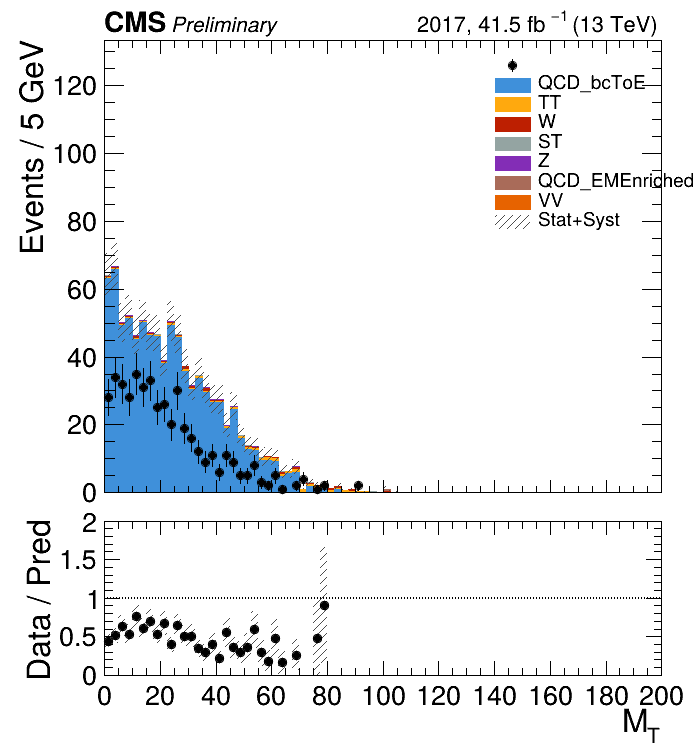 CMS Preliminary 2017, 41.5 fb⁻¹ (13 TeV)
Events / 5 GeV
120
100
80
60
40
20
0
QCD_bcToE
TT
W
ST
Z
QCD_EMEnriched
VV
Stat+Syst
Data / Pred
2
1.5
1
0.5
0
0 20 40 60 80 100 120 140 160 180 200
M_T